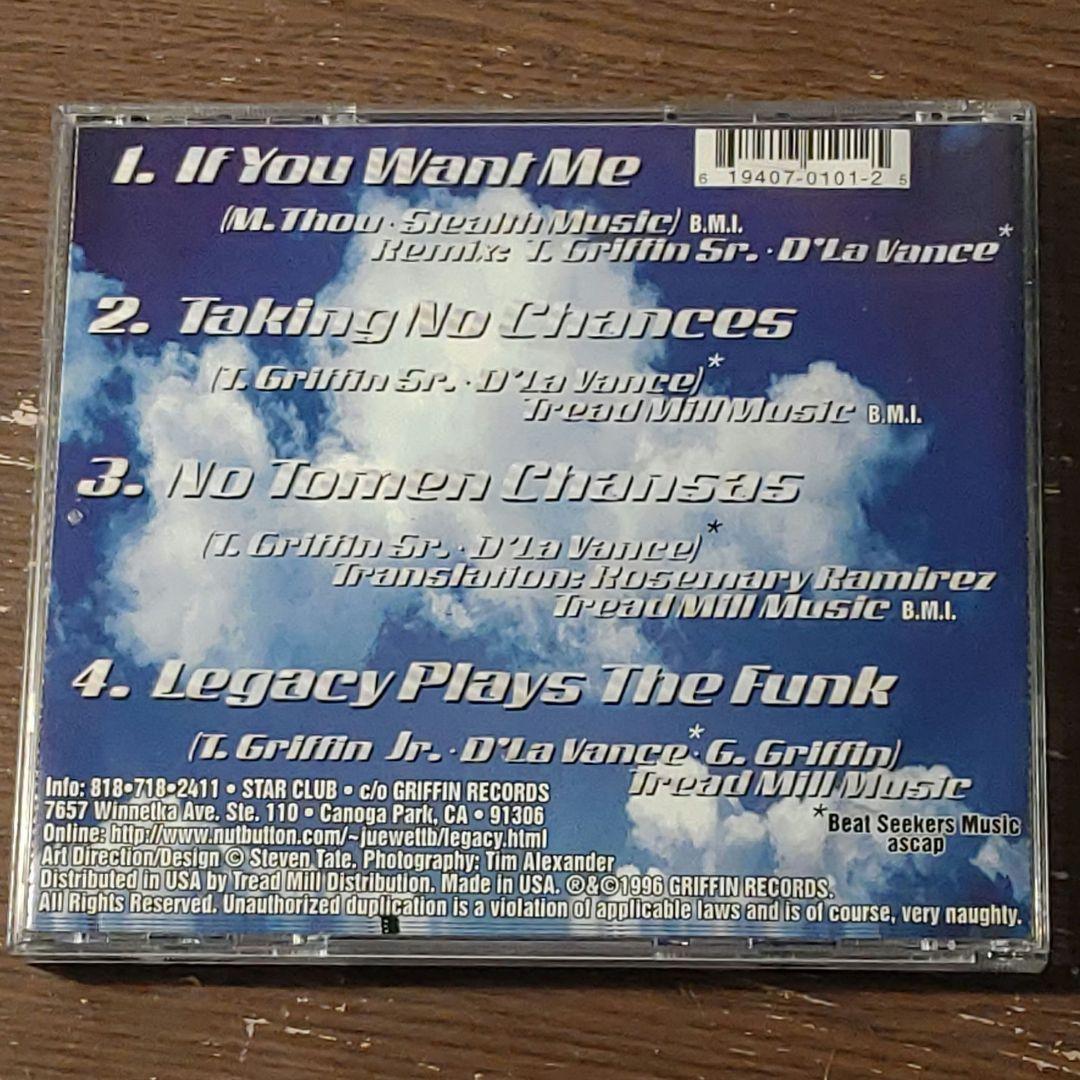 1. If You Want Me
6 19407-0101-2 5
(M. Thou · Stealth Music) B.M.I.
Remix: T. Griffin Sr. · D'La Vance*
2. Taking No Chances
(T. Griffin Sr. · D'La Vance)*
Tread Mill Music B.M.I.
3. No Tomen Chansas
(T. Griffin Sr. · D'La Vance)*
Translation: Rosemary Ramirez
Tread Mill Music B.M.I.
4. Legacy Plays The Funk
(T. Griffin Jr. · D'La Vance* · G. Griffin)
Tread Mill Music
*Beat Seekers Music
ascap
Info: 818•718•2411 • STAR CLUB • c/o GRIFFIN RECORDS
7657 Winnetka Ave. Ste. 110 • Canoga Park, CA • 91306
Online: http://www.nutbutton.com/~juewettb/legacy.html
Art Direction/Design © Steven Tate. Photography: Tim Alexander
Distributed in USA by Tread Mill Distribution. Made in USA. ®&©1996 GRIFFIN RECORDS.
All Rights Reserved. Unauthorized duplication is a violation of applicable laws and is of course, very naughty.